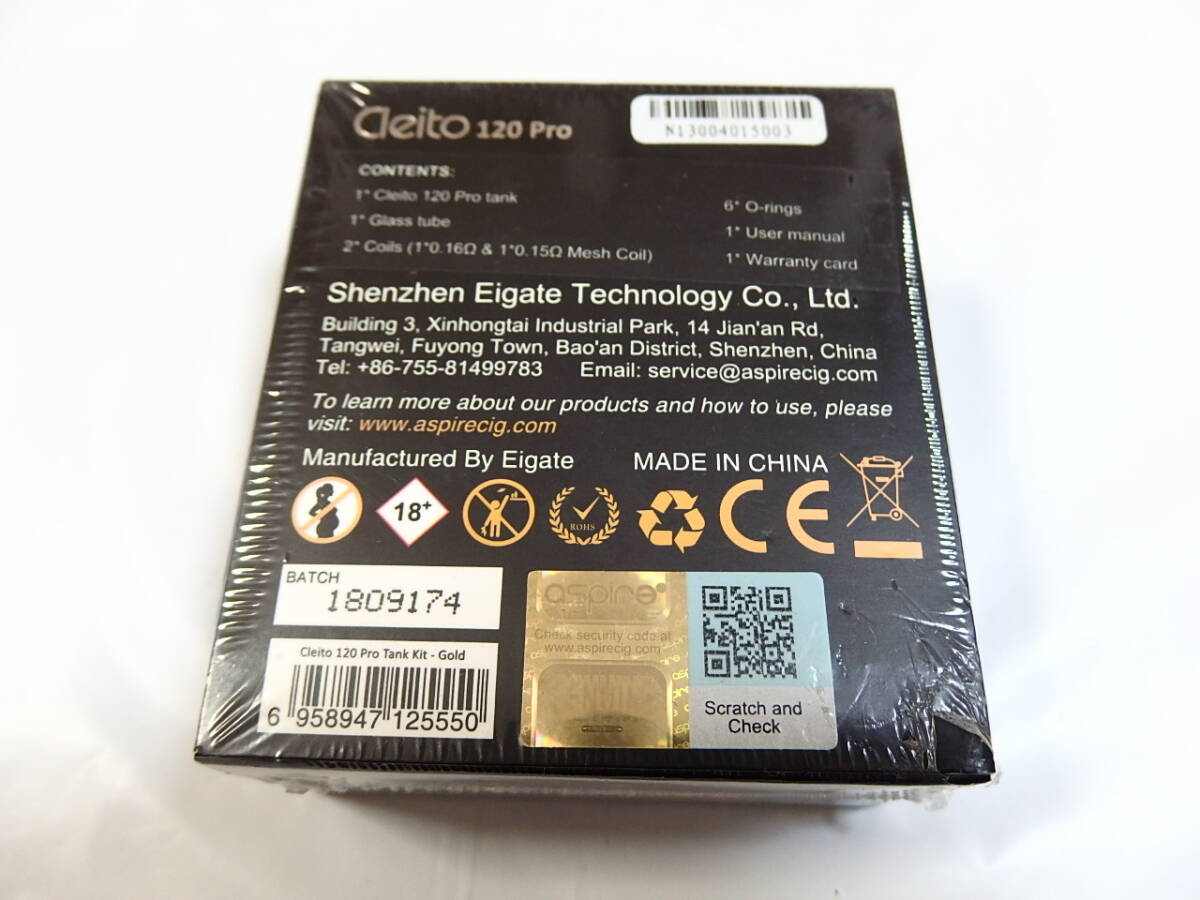 Cleito 120 Pro
N13004015003
CONTENTS:
1* Cleito 120 Pro tank
1* Glass tube
2* Coils (1*0.16Ω & 1*0.15Ω Mesh Coil)
6* O-rings
1* User manual
1* Warranty card
Shenzhen Eigate Technology Co., Ltd.
Building 3, Xinhongtai Industrial Park, 14 Jian'an Rd,
Tangwei, Fuyong Town, Bao'an District, Shenzhen, China
Tel: +86-755-81499783 Email: service@aspirecig.com
To learn more about our products and how to use, please
visit: www.aspirecig.com
Manufactured By Eigate MADE IN CHINA
18+
ROHS
CE
BATCH
1809174
Cleito 120 Pro Tank Kit - Gold
6 958947 125550
aspire
Check security code at
www.aspirecig.com
Scratch and
Check